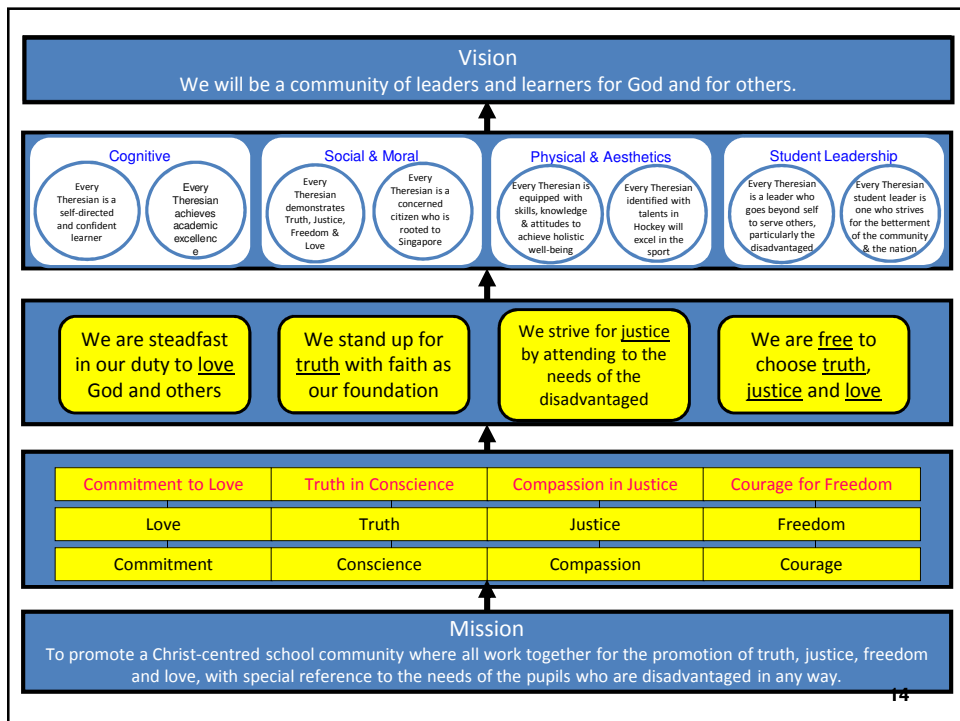 Vision
We will be a community of leaders and learners for God and for others.
Cognitive
Every
Theresian is a
self-directed
and confident
learner
Every
Theresian
achieves
academic
excellenc
e
Social & Moral
Every
Theresian
demonstrates
Truth, Justice,
Freedom &
Love
Every
Theresian is a
concerned
citizen who is
rooted to
Singapore
Physical & Aesthetics
Every Theresian is
equipped with
skills, knowledge
& attitudes to
achieve holistic
well-being
Every Theresian
identified with
talents in
Hockey will
excel in the
sport
Student Leadership
Every Theresian
is a leader who
goes beyond self
to serve others,
particularly the
disadvantaged
Every Theresian
student leader is
one who strives
for the betterment
of the community
& the nation
We are steadfast
in our duty to love
God and others
We stand up for
truth with faith as
our foundation
We strive for justice
by attending to the
needs of the
disadvantaged
We are free to
choose truth,
justice and love
Commitment to Love
Truth in Conscience
Compassion in Justice
Courage for Freedom
Love
Truth
Justice
Freedom
Commitment
Conscience
Compassion
Courage
Mission
To promote a Christ-centred school community where all work together for the promotion of truth, justice, freedom
and love, with special reference to the needs of the pupils who are disadvantaged in any way.
14